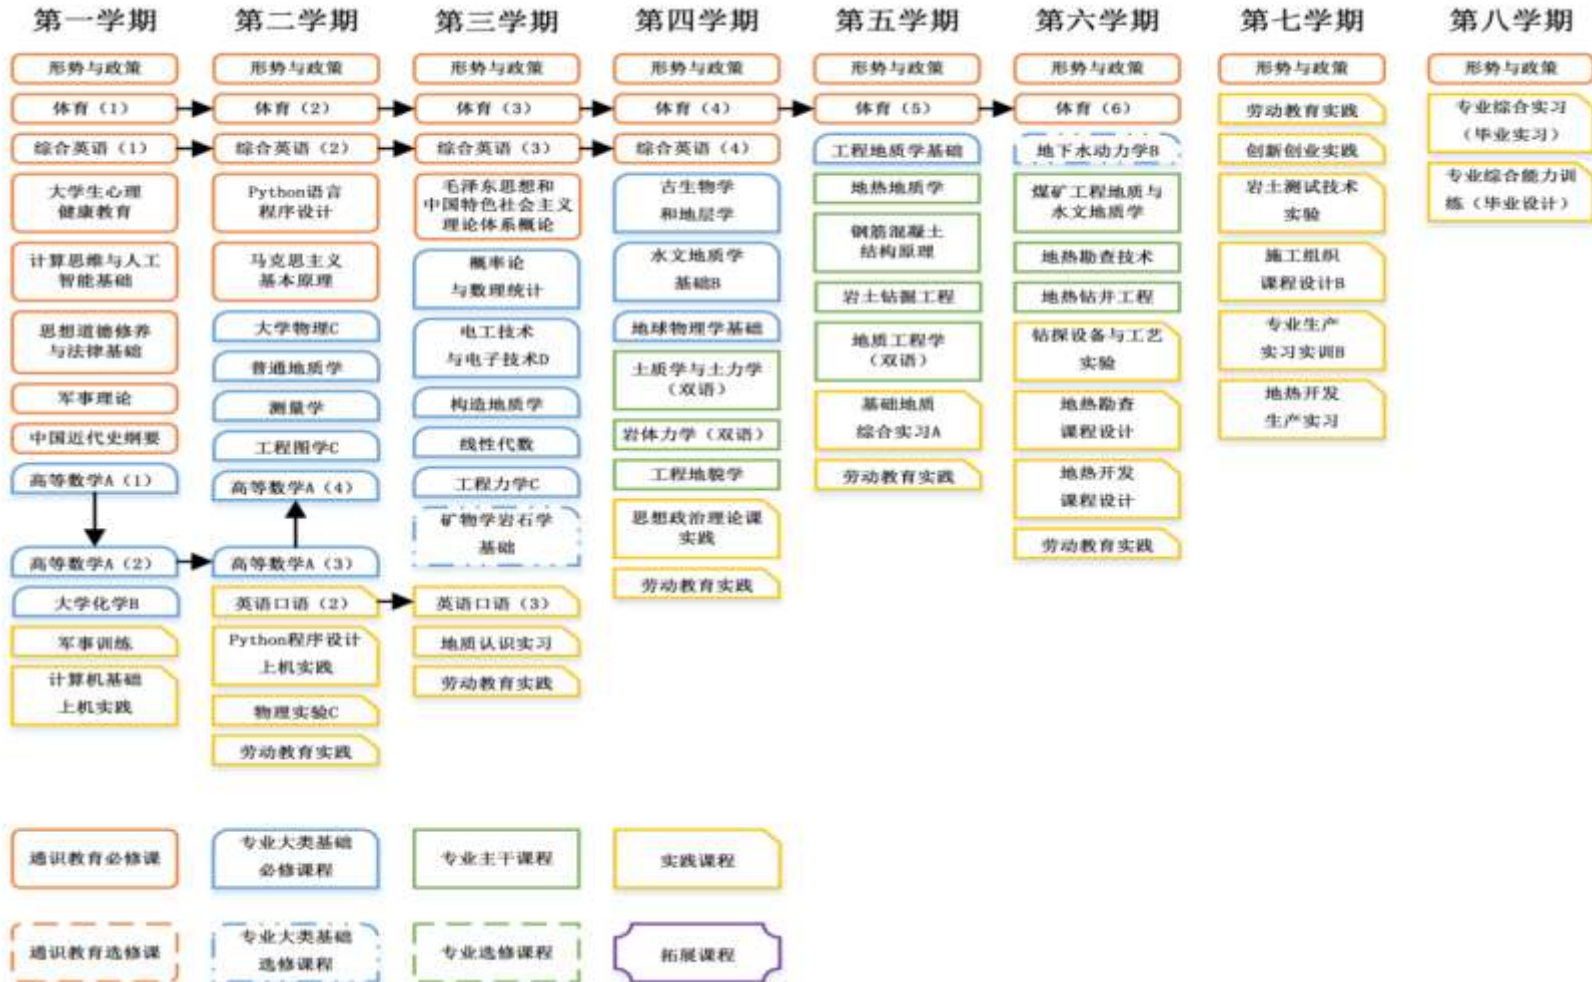 第一学期
第二学期
第三学期
第四学期
第五学期
第六学期
第七学期
第八学期
形势与政策
体育（1）
综合英语（1）
大学生心理
健康教育
计算思维与人工
智能基础
思想道德修养
与法律基础
军事理论
中国近代史纲要
高等数学A（1）
高等数学A（2）
大学化学B
军事训练
计算机基础
上机实践
形势与政策
体育（2）
综合英语（2）
Python语言
程序设计
马克思主义
基本原理
大学物理C
普通地质学
测量学
工程图学C
高等数学A（4）
高等数学A（3）
英语口语（2）
Python程序设计
上机实践
物理实验C
劳动教育实践
形势与政策
体育（3）
综合英语（3）
毛泽东思想和
中国特色社会主义
理论体系概论
概率论
与数理统计
电工技术
与电子技术D
构造地质学
线性代数
工程力学C
矿物学岩石学
基础
英语口语（3）
地质认识实习
劳动教育实践
形势与政策
体育（4）
综合英语（4）
古生物学
和地层学
水文地质学
基础B
地球物理学基础
土质学与土力学
（双语）
岩体力学（双语）
工程地貌学
思想政治理论课
实践
劳动教育实践
形势与政策
体育（5）
工程地质学基础
地热地质学
钢筋混凝土
结构原理
岩土钻掘工程
地质工程学
（双语）
基础地质
综合实习A
劳动教育实践
形势与政策
体育（6）
地下水动力学B
煤矿工程地质与
水文地质学
地热勘查技术
地热钻井工程
钻探设备与工艺
实验
地热勘查
课程设计
地热开发
课程设计
劳动教育实践
形势与政策
劳动教育实践
创新创业实践
岩土测试技术
实验
施工组织
课程设计B
专业生产
实习实训B
地热开发
生产实习
形势与政策
专业综合实习
（毕业实习）
专业综合能力训
练（毕业设计）
通识教育必修课
专业大类基础
必修课程
专业主干课程
实践课程
通识教育选修课
专业大类基础
选修课程
专业选修课程
拓展课程